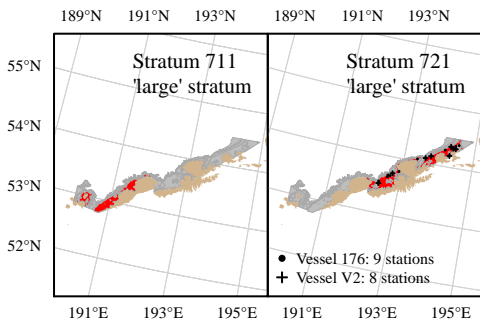 189°N 191°N 193°N
189°N 191°N 193°N
Stratum 711
'large' stratum
Stratum 721
'large' stratum
55°N
54°N
53°N
52°N
Vessel 176: 9 stations
Vessel V2: 8 stations
191°E 193°E 195°E
191°E 193°E 195°E